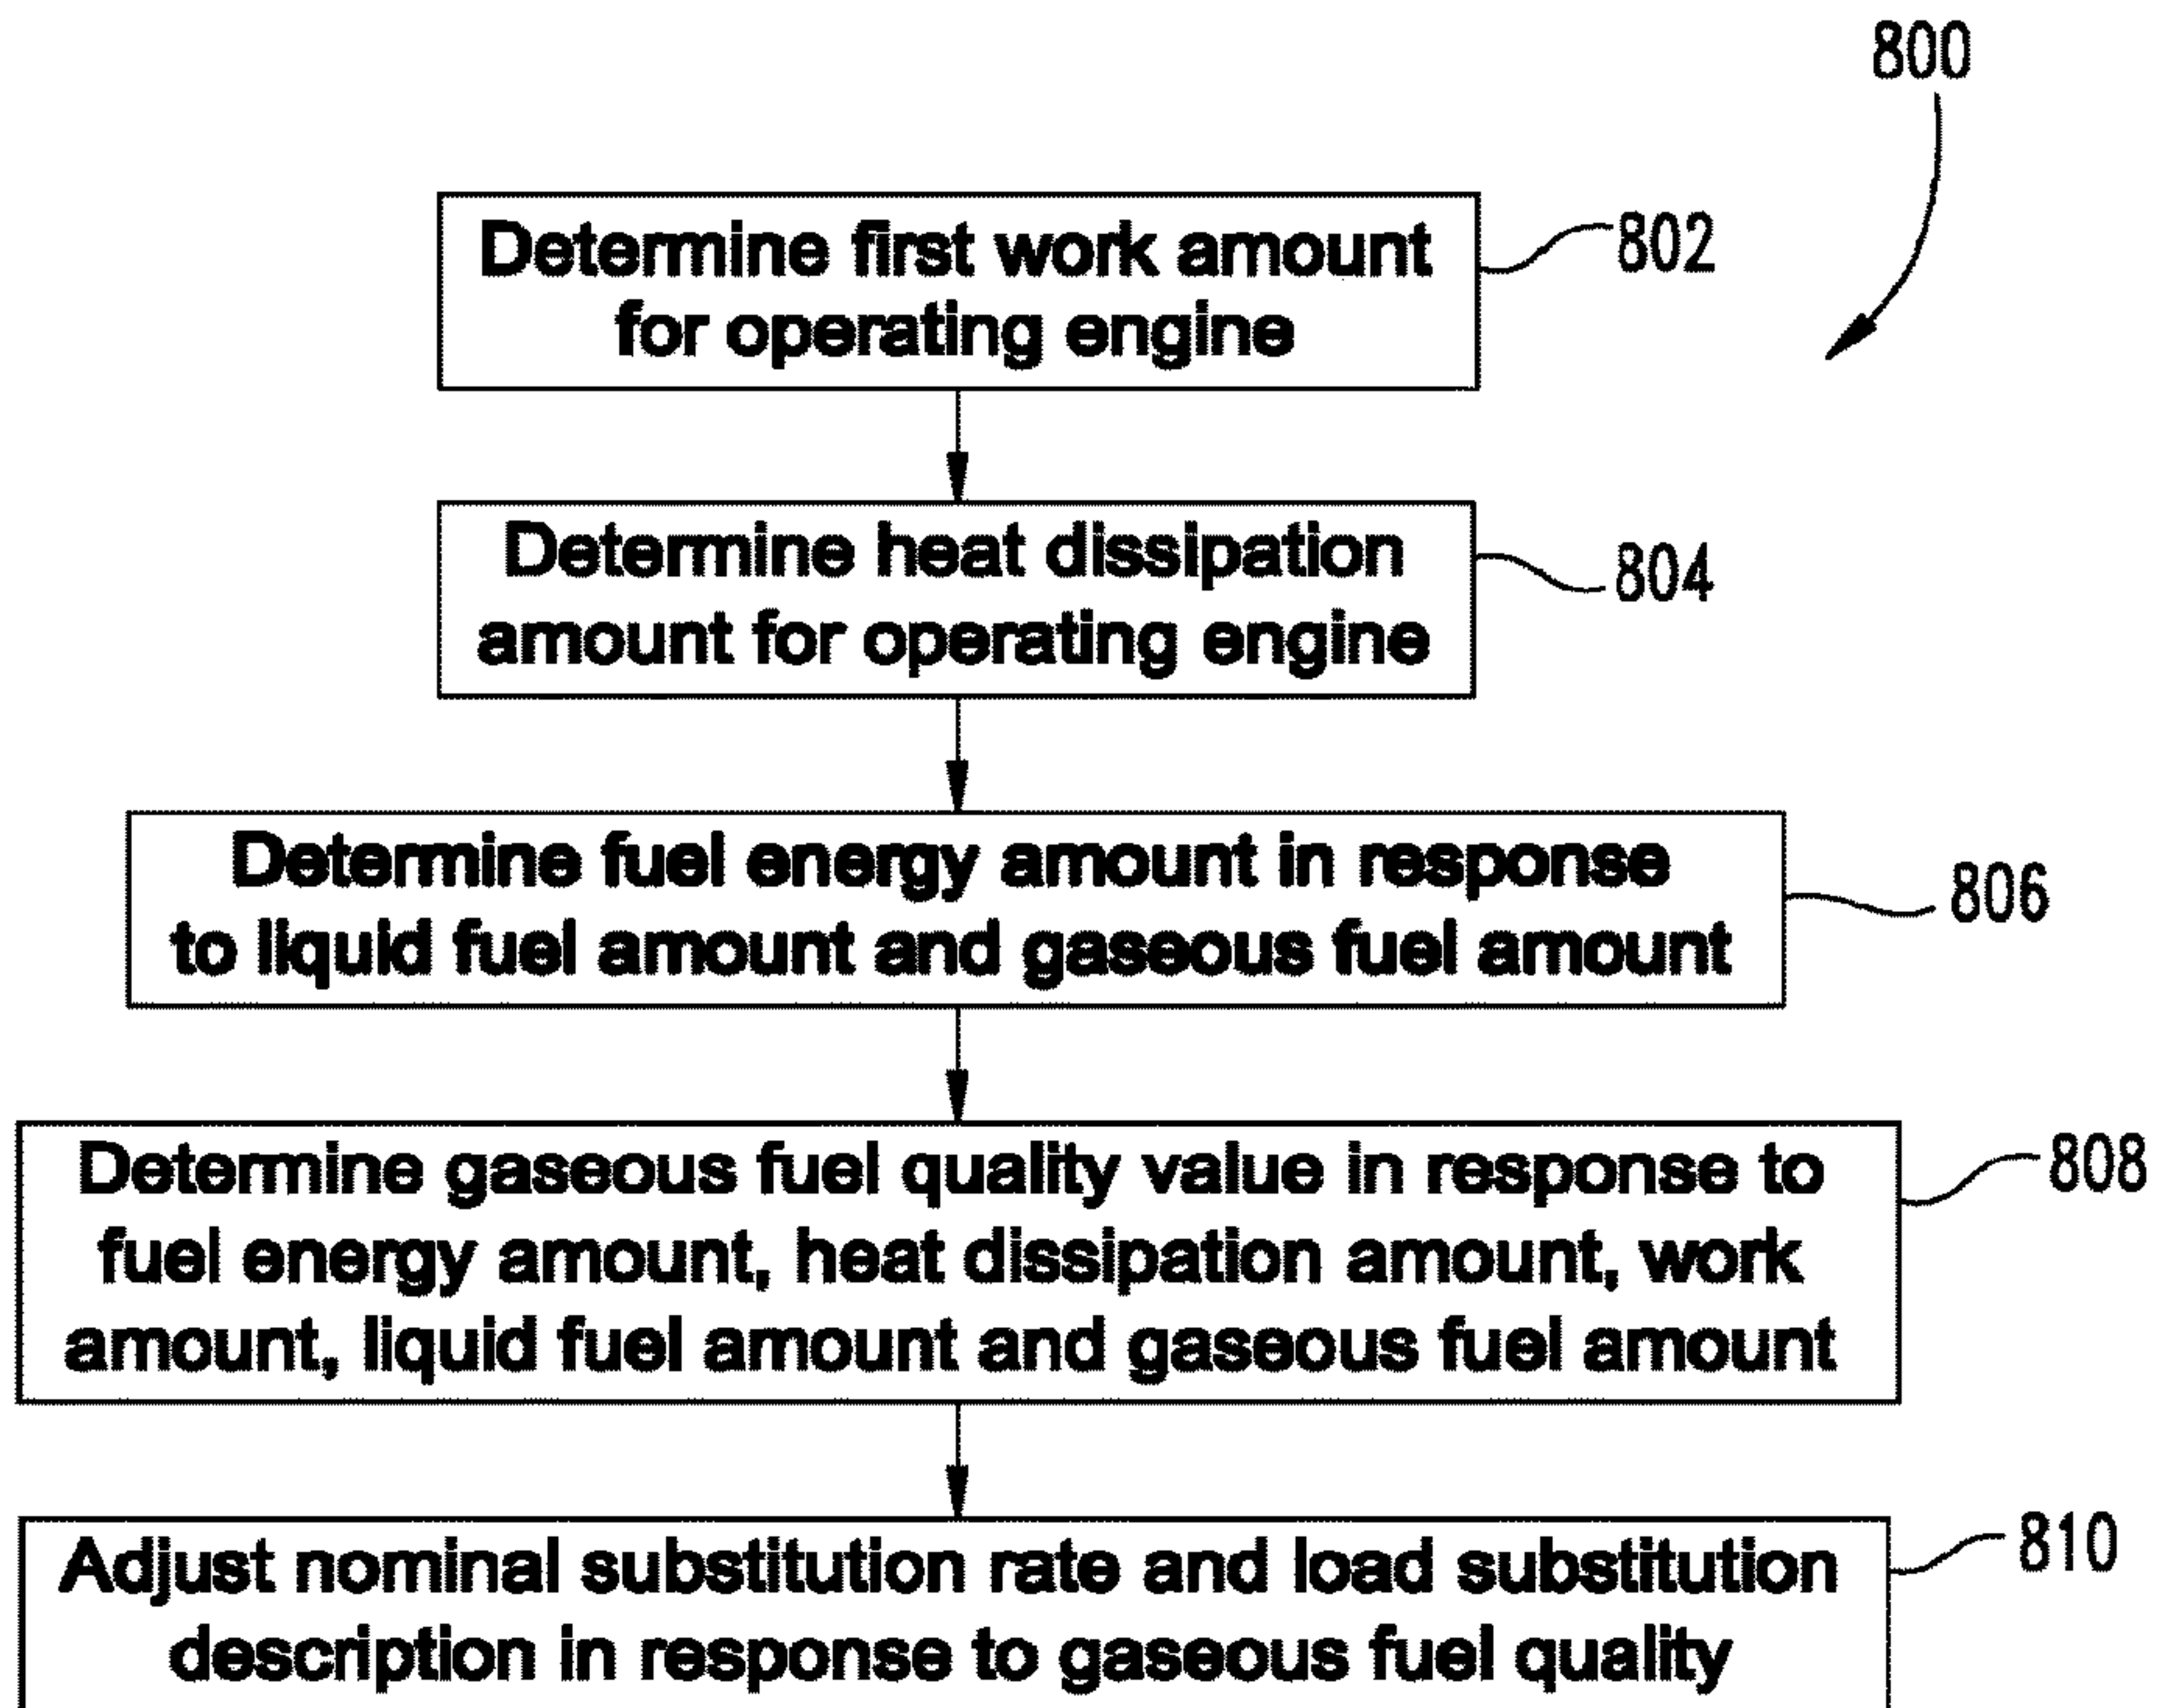 800
Determine first work amount
for operating engine
802
Determine heat dissipation
amount for operating engine
804
Determine fuel energy amount in response
to liquid fuel amount and gaseous fuel amount
806
Determine gaseous fuel quality value in response to
fuel energy amount, heat dissipation amount, work
amount, liquid fuel amount and gaseous fuel amount
808
Adjust nominal substitution rate and load substitution
description in response to gaseous fuel quality
810